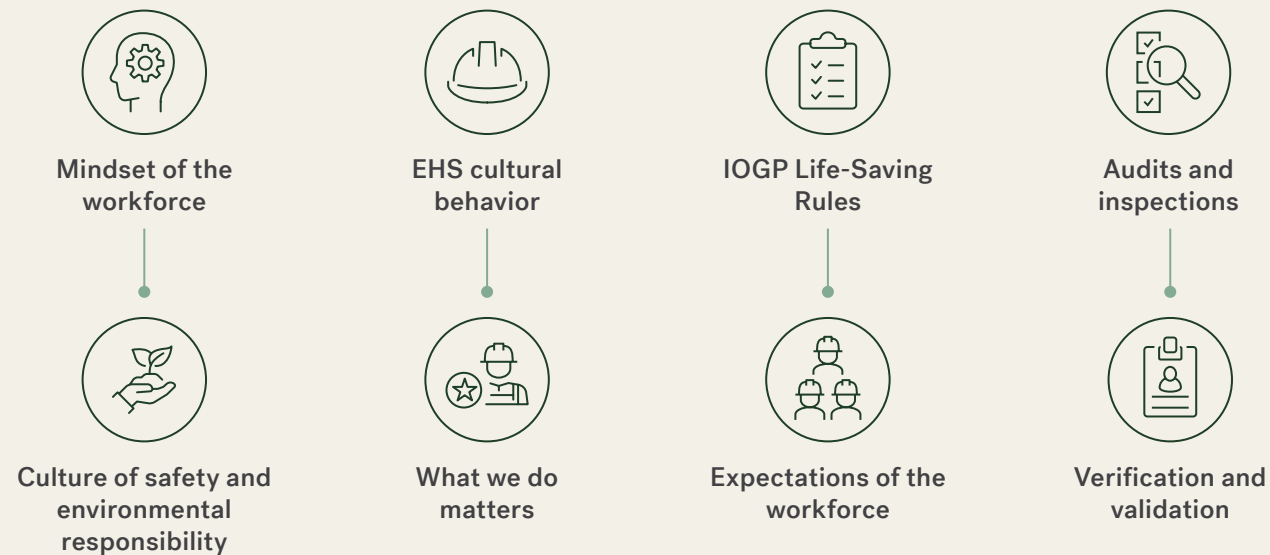 Mindset of the
workforce
EHS cultural
behavior
IOGP Life-Saving
Rules
Audits and
inspections
Culture of safety and
environmental
responsibility
What we do
matters
Expectations of the
workforce
Verification and
validation